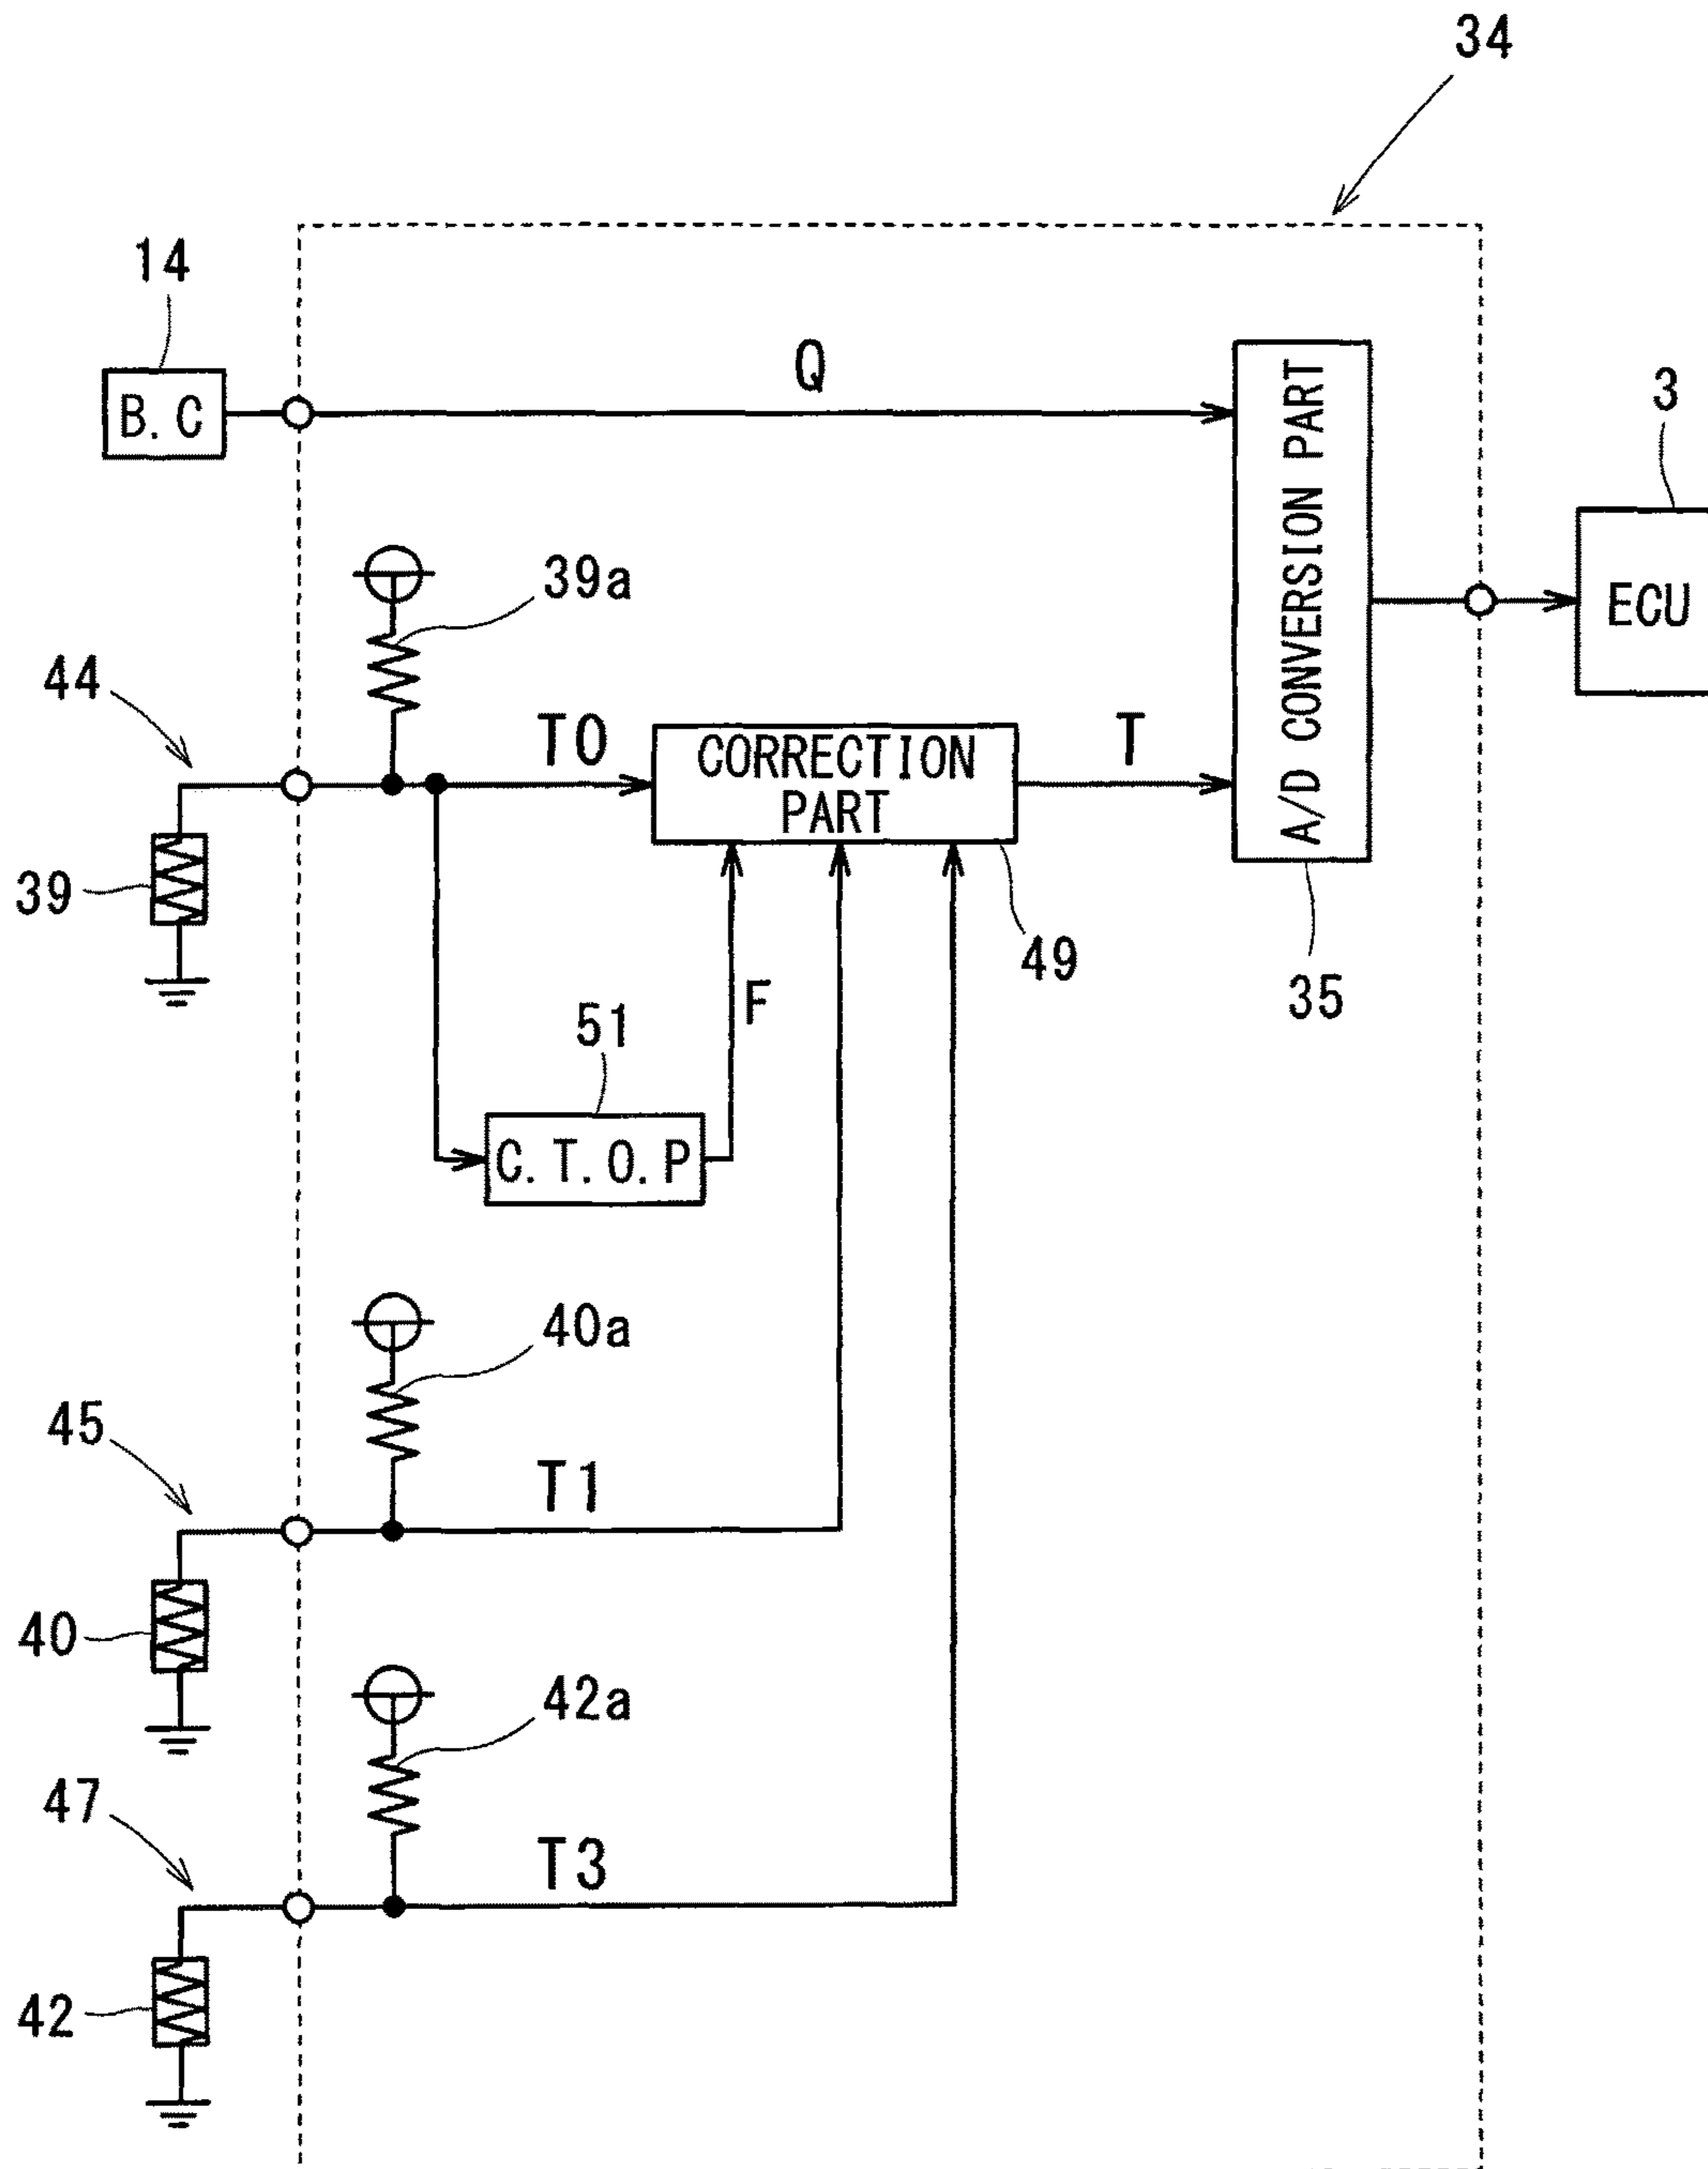 34
14
B.C
Q
A/D CONVERSION PART
3
ECU
39a
44
T0
CORRECTION
PART
T
39
49
35
F
51
C.T.O.P
40a
45
T1
40
42a
47
T3
42